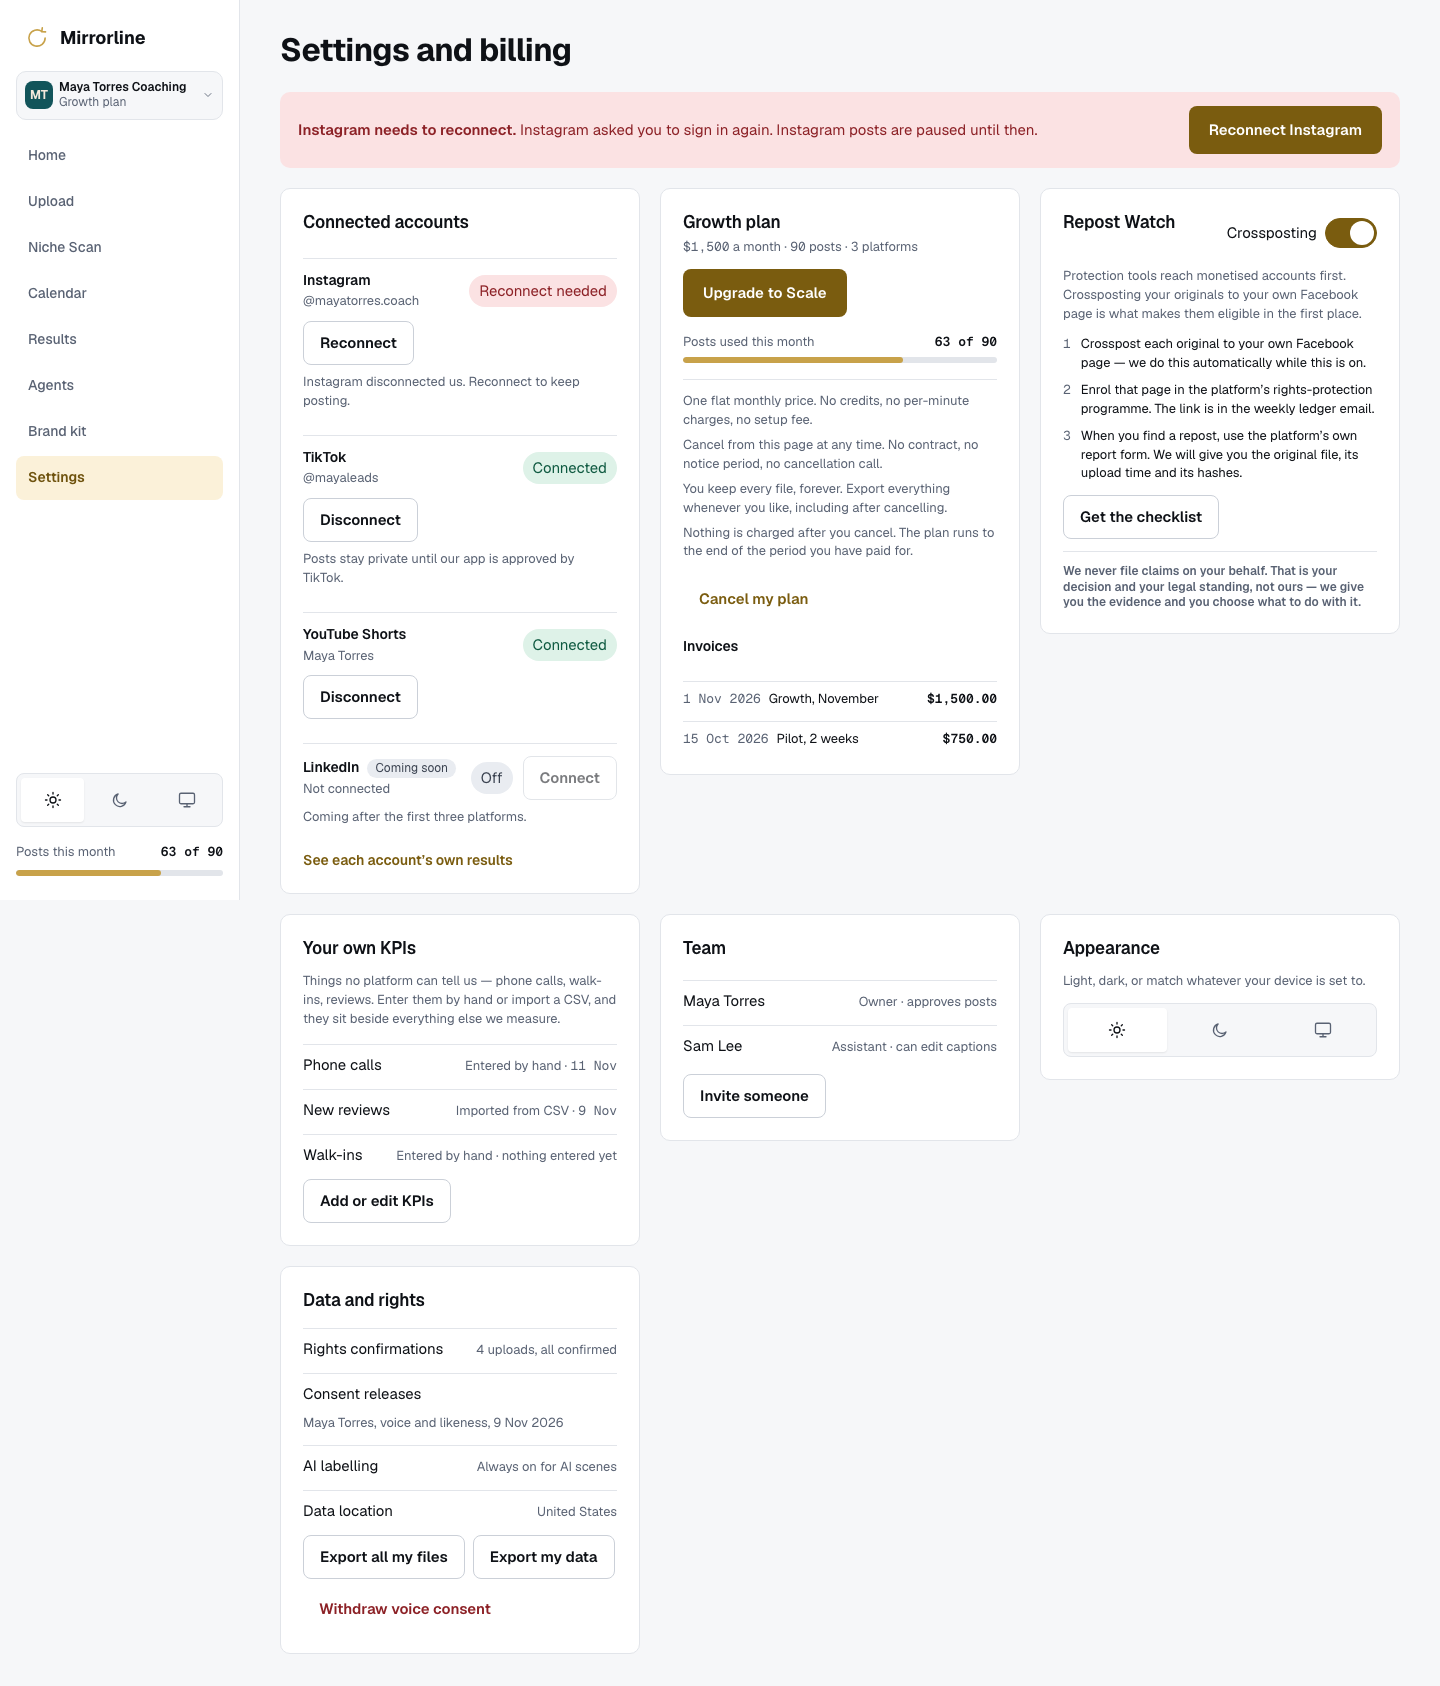 Mirrorline
MT
Maya Torres Coaching
Growth plan
Home
Upload
Niche Scan
Calendar
Results
Agents
Brand kit
Settings
Posts this month
63 of 90
Settings and billing
Instagram needs to reconnect. Instagram asked you to sign in again. Instagram posts are paused until then.
Reconnect Instagram
Connected accounts
Instagram
@mayatorres.coach
Reconnect needed
Reconnect
Instagram disconnected us. Reconnect to keep
posting.
TikTok
@mayaleads
Connected
Disconnect
Posts stay private until our app is approved by
TikTok.
YouTube Shorts
Maya Torres
Connected
Disconnect
LinkedIn Coming soon
Not connected
Off
Connect
Coming after the first three platforms.
See each account's own results
Growth plan
$1,500 a month · 90 posts · 3 platforms
Upgrade to Scale
Posts used this month
63 of 90
One flat monthly price. No credits, no per-minute
charges, no setup fee.
Cancel from this page at any time. No contract, no
notice period, no cancellation call.
You keep every file, forever. Export everything
whenever you like, including after cancelling.
Nothing is charged after you cancel. The plan runs to
the end of the period you have paid for.
Cancel my plan
Invoices
1 Nov 2026 Growth, November $1,500.00
15 Oct 2026 Pilot, 2 weeks $750.00
Repost Watch
Crossposting
Protection tools reach monetised accounts first.
Crossposting your originals to your own Facebook
page is what makes them eligible in the first place.
1 Crosspost each original to your own Facebook
page — we do this automatically while this is on.
2 Enrol that page in the platform's rights-protection
programme. The link is in the weekly ledger email.
3 When you find a repost, use the platform's own
report form. We will give you the original file, its
upload time and its hashes.
Get the checklist
We never file claims on your behalf. That is your
decision and your legal standing, not ours — we give
you the evidence and you choose what to do with it.
Your own KPIs
Things no platform can tell us — phone calls, walk-
ins, reviews. Enter them by hand or import a CSV, and
they sit beside everything else we measure.
Phone calls Entered by hand · 11 Nov
New reviews Imported from CSV · 9 Nov
Walk-ins Entered by hand · nothing entered yet
Add or edit KPIs
Team
Maya Torres Owner · approves posts
Sam Lee Assistant · can edit captions
Invite someone
Appearance
Light, dark, or match whatever your device is set to.
Data and rights
Rights confirmations 4 uploads, all confirmed
Consent releases
Maya Torres, voice and likeness, 9 Nov 2026
AI labelling Always on for AI scenes
Data location United States
Export all my files
Export my data
Withdraw voice consent